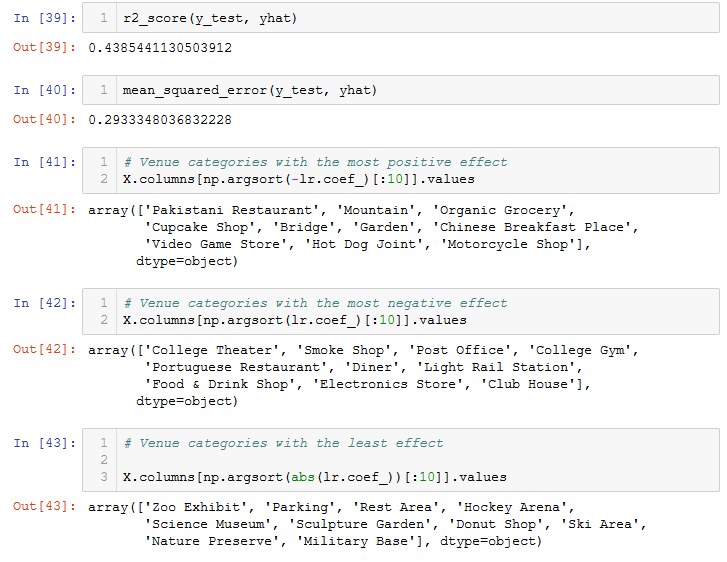 In [39]: 1 r2_score(y_test, yhat)
Out[39]: 0.4385441130503912
In [40]: 1 mean_squared_error(y_test, yhat)
Out[40]: 0.2933348036832228
In [41]: 1 # Venue categories with the most positive effect
2 X.columns[np.argsort(-lr.coef_)[:10]].values
Out[41]: array(['Pakistani Restaurant', 'Mountain', 'Organic Grocery',
'Cupcake Shop', 'Bridge', 'Garden', 'Chinese Breakfast Place',
'Video Game Store', 'Hot Dog Joint', 'Motorcycle Shop'],
dtype=object)
In [42]: 1 # Venue categories with the most negative effect
2 X.columns[np.argsort(lr.coef_)[:10]].values
Out[42]: array(['College Theater', 'Smoke Shop', 'Post Office', 'College Gym',
'Portuguese Restaurant', 'Diner', 'Light Rail Station',
'Food & Drink Shop', 'Electronics Store', 'Club House'],
dtype=object)
In [43]: 1 # Venue categories with the least effect
2
3 X.columns[np.argsort(abs(lr.coef_))[:10]].values
Out[43]: array(['Zoo Exhibit', 'Parking', 'Rest Area', 'Hockey Arena',
'Science Museum', 'Sculpture Garden', 'Donut Shop', 'Ski Area',
'Nature Preserve', 'Military Base'], dtype=object)